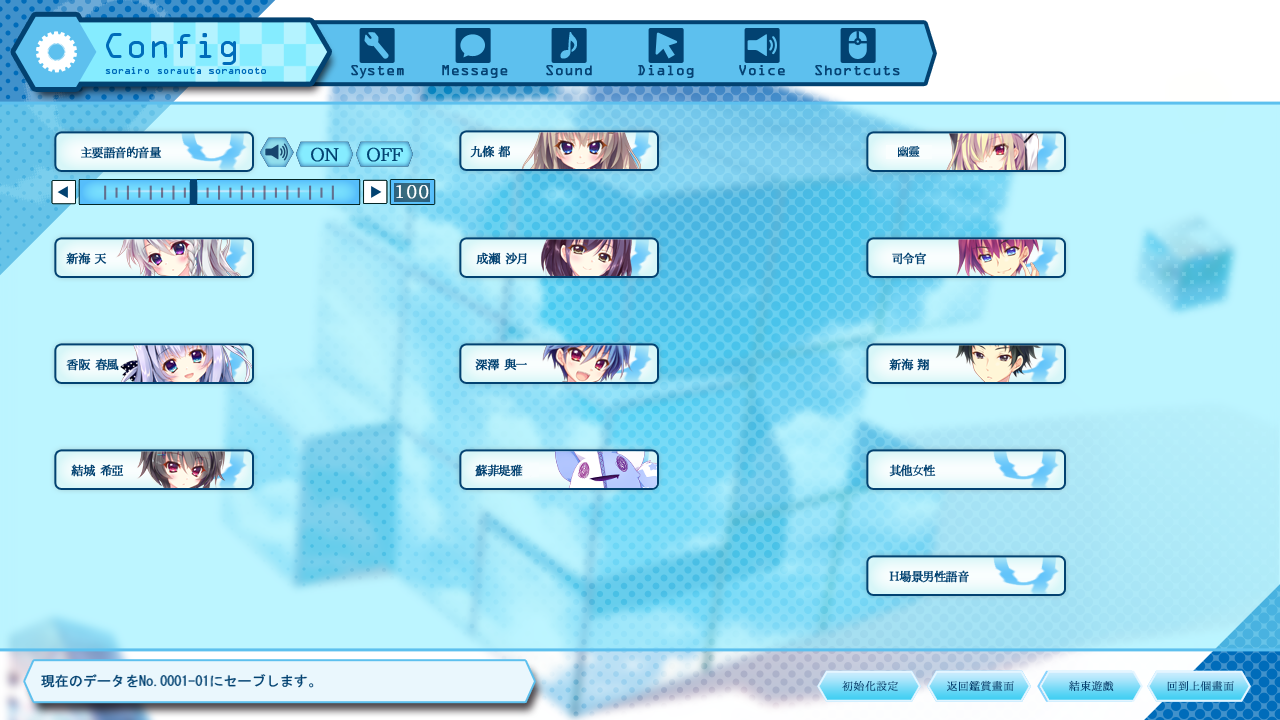 Config
sorairo sorauta soranooto
System
Message
Sound
Dialog
Voice
Shortcuts
主要語音的音量
ON
OFF
100
九條 都
幽靈
新海 天
成瀨 沙月
司令官
香阪 春風
深澤 與一
新海 翔
結城 希亞
蘇菲堤雅
其他女性
H場景男性語音
現在のデータをNo.0001-01にセーブします。
初始化設定
返回鑑賞畫面
結束遊戲
回到上個畫面